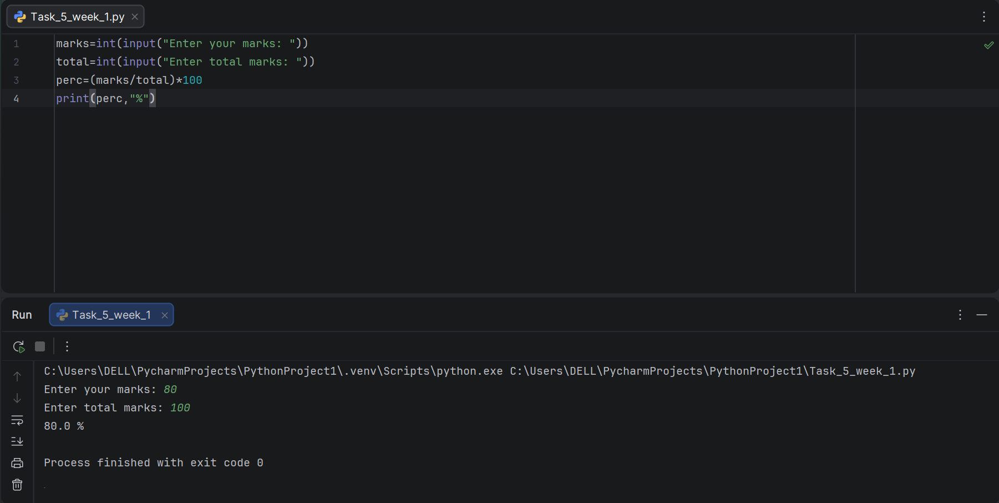 Task_5_week_1.py
1 marks=int(input("Enter your marks: "))
2 total=int(input("Enter total marks: "))
3 perc=(marks/total)*100
4 print(perc,"%")
Run Task_5_week_1
C:\Users\DELL\PycharmProjects\PythonProject1\.venv\Scripts\python.exe C:\Users\DELL\PycharmProjects\PythonProject1\Task_5_week_1.py
Enter your marks: 80
Enter total marks: 100
80.0 %
Process finished with exit code 0